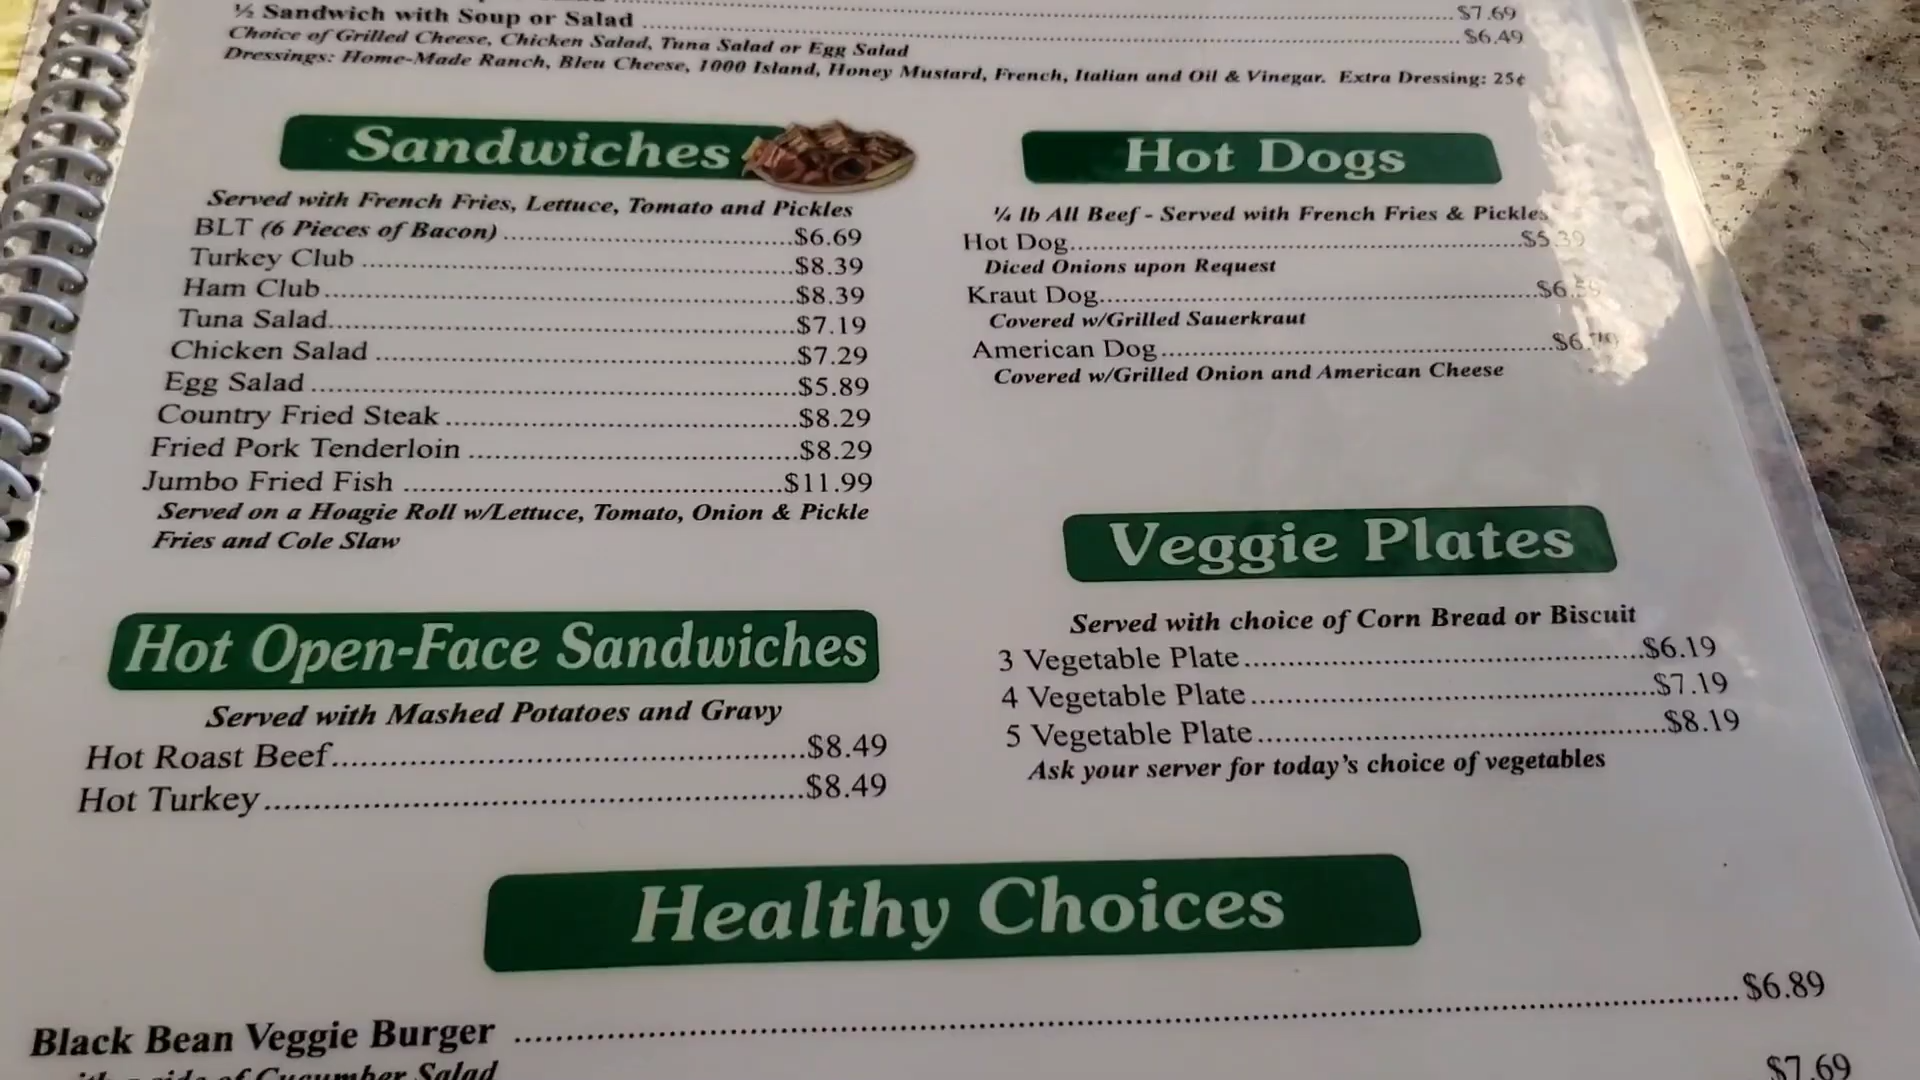 $7.69
½ Sandwich with Soup or Salad ........ $6.49
Choice of Grilled Cheese, Chicken Salad, Tuna Salad or Egg Salad
Dressings: Home-Made Ranch, Bleu Cheese, 1000 Island, Honey Mustard, French, Italian and Oil & Vinegar. Extra Dressing: 25¢
Sandwiches
Served with French Fries, Lettuce, Tomato and Pickles
BLT (6 Pieces of Bacon) ........ $6.69
Turkey Club ........ $8.39
Ham Club ........ $8.39
Tuna Salad ........ $7.19
Chicken Salad ........ $7.29
Egg Salad ........ $5.89
Country Fried Steak ........ $8.29
Fried Pork Tenderloin ........ $8.29
Jumbo Fried Fish ........ $11.99
Served on a Hoagie Roll w/Lettuce, Tomato, Onion & Pickle
Fries and Cole Slaw
Hot Open-Face Sandwiches
Served with Mashed Potatoes and Gravy
Hot Roast Beef ........ $8.49
Hot Turkey ........ $8.49
Hot Dogs
¼ lb All Beef - Served with French Fries & Pickles
Hot Dog ........ $5.39
Diced Onions upon Request
Kraut Dog ........
Covered w/Grilled Sauerkraut
American Dog ........
Covered w/Grilled Onion and American Cheese
Veggie Plates
Served with choice of Corn Bread or Biscuit
3 Vegetable Plate ........ $6.19
4 Vegetable Plate ........ $7.19
5 Vegetable Plate ........ $8.19
Ask your server for today's choice of vegetables
Healthy Choices
Black Bean Veggie Burger ........ $6.89
with a side of Cucumber Salad
$7.69